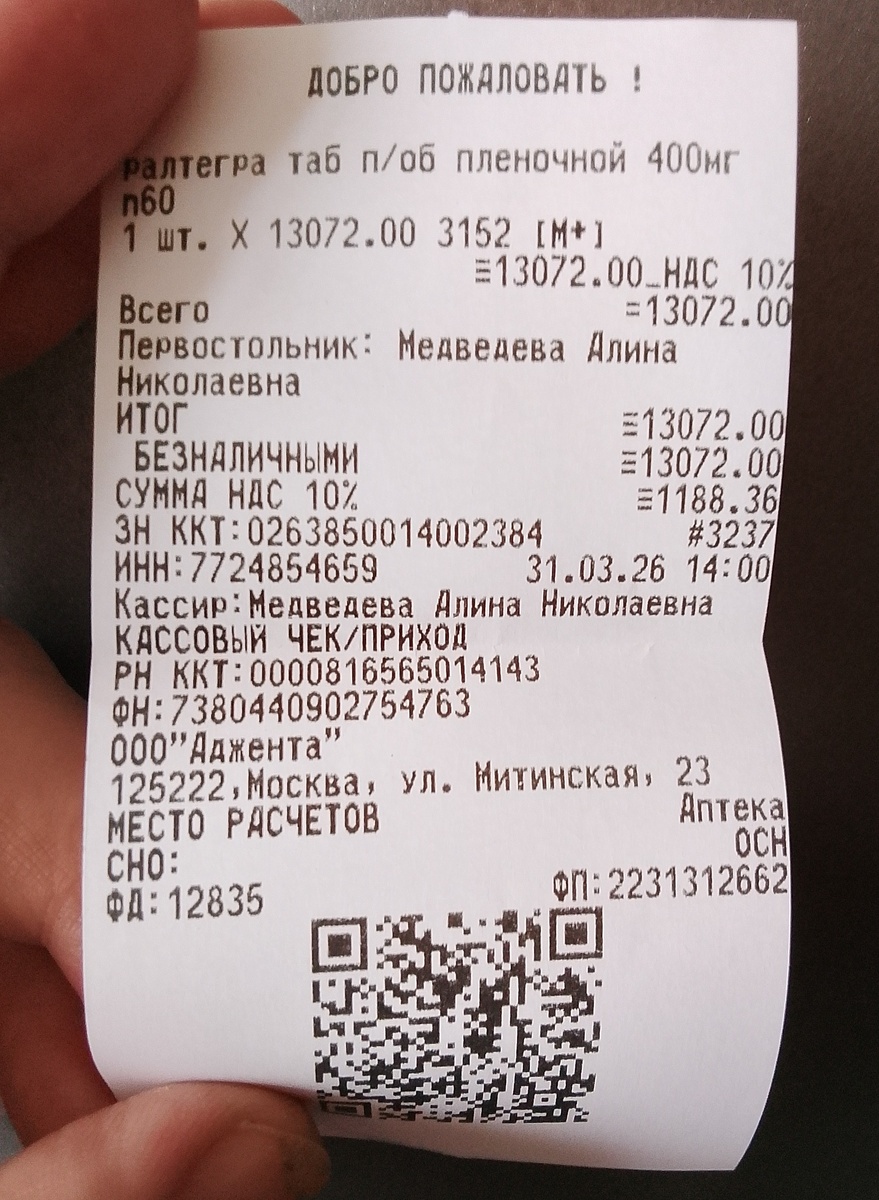 ДОБРО ПОЖАЛОВАТЬ !
ралтегра таб п/об пленочной 400мг
n60
1 шт. X 13072.00 3152 [М+]
≡13072.00_НДС 10%
Всего =13072.00
Первостольник: Медведева Алина
Николаевна
ИТОГ ≡13072.00
БЕЗНАЛИЧНЫМИ ≡13072.00
СУММА НДС 10% ≡1188.36
ЗН ККТ:0263850014002384 #3237
ИНН:7724854659 31.03.26 14:00
Кассир:Медведева Алина Николаевна
КАССОВЫЙ ЧЕК/ПРИХОД
РН ККТ:0000816565014143
ФН:7380440902754763
ООО"Аджента"
125222,Москва, ул. Митинская, 23
МЕСТО РАСЧЕТОВ Аптека
СНО: ОСН
ФД:12835 ФП:2231312662